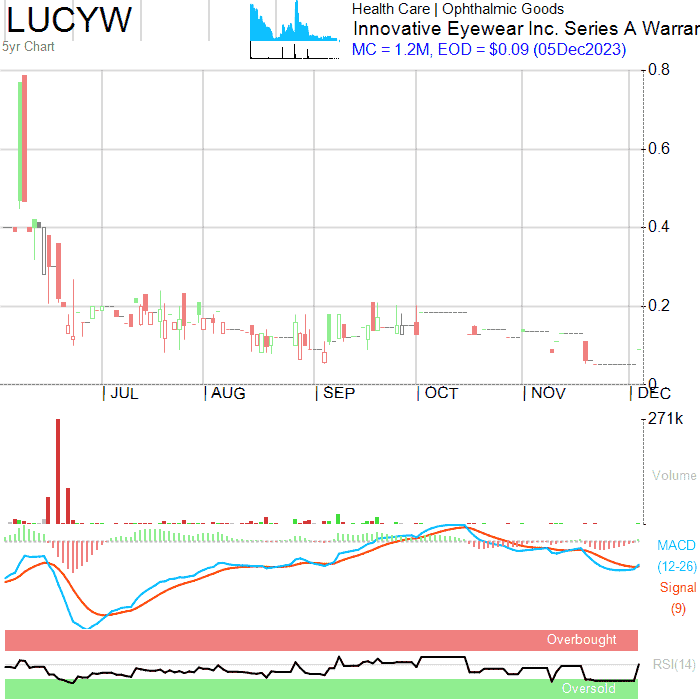 LUCYW
5yr Chart
Health Care | Ophthalmic Goods
Innovative Eyewear Inc. Series A Warrar
MC = 1.2M, EOD = $0.09 (05Dec2023)
0.8
0.6
0.4
0.2
0
| JUL | AUG | SEP | OCT | NOV | DEC
271k
Volume
MACD
(12-26)
Signal
(9)
Overbought
RSI(14)
Oversold